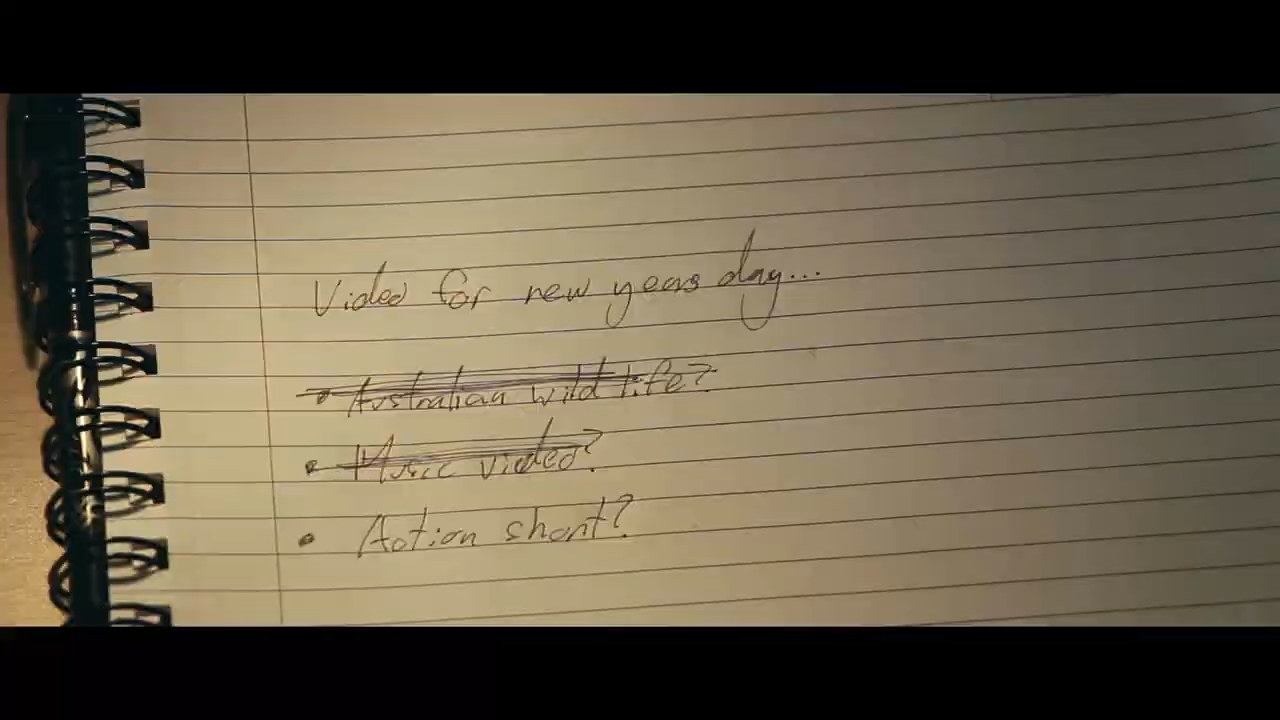 Video for new years day...
• Australian wild life?
• Music video?
• Action short?